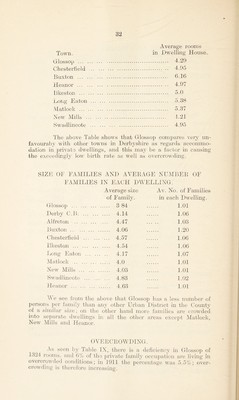 32
Average rooms
Town. in Dwelling House.
Glossop 4.29
Chesterfield 4.95
Buxton 6.16
Heanor 4.97
Ilkeston 5.0
Long Eaton 5.38
Matlock 5.37
New Mills 4.21
Swadlincote 4.95
The above Table shows that Glossop compares very un-
favourably with other towns in Derbyshire as regards accommo-
dation in private dwellings, and this may be a factor in causing
the exceedingly low birth rate as well as overcrowding.
SIZE OF FAMILIES AND AVERAGE NUMBER OF
FAMILIES IN EACH DWELLING.
Average size Av. No. of Families
of Family. in each Dwelling.
Glossop 3.84 1.01
Derby C.B. 4.14 1.06
Alfreton 4.47 1.03
Buxton 4.06 1.20
Chesterfield 4.57 1.06
Ilkeston 4.54 1.06
Long Eaton 4.17 1.07
Matlock 4.0 1.01
New Mills 4.03 1.01
Swadlincote 4.83 1.02
Heanor 4.63 1.01
We see from the above that Glossop has a less number of
persons per family than any other Urban District in the County
of a similar size; on the other hand more families are crowded
into separate dwellings in all the other areas except Matlock,
New Mills and Heanor.
OVERCROWDING.
As seen by Table IX, there is a deficiency in Glossop of
1334 rooms, and 6% of the private family occupation are living in
overcrowded conditions; in 1911 the percentage was 5.5%; over-
crowding is therefore increasing.